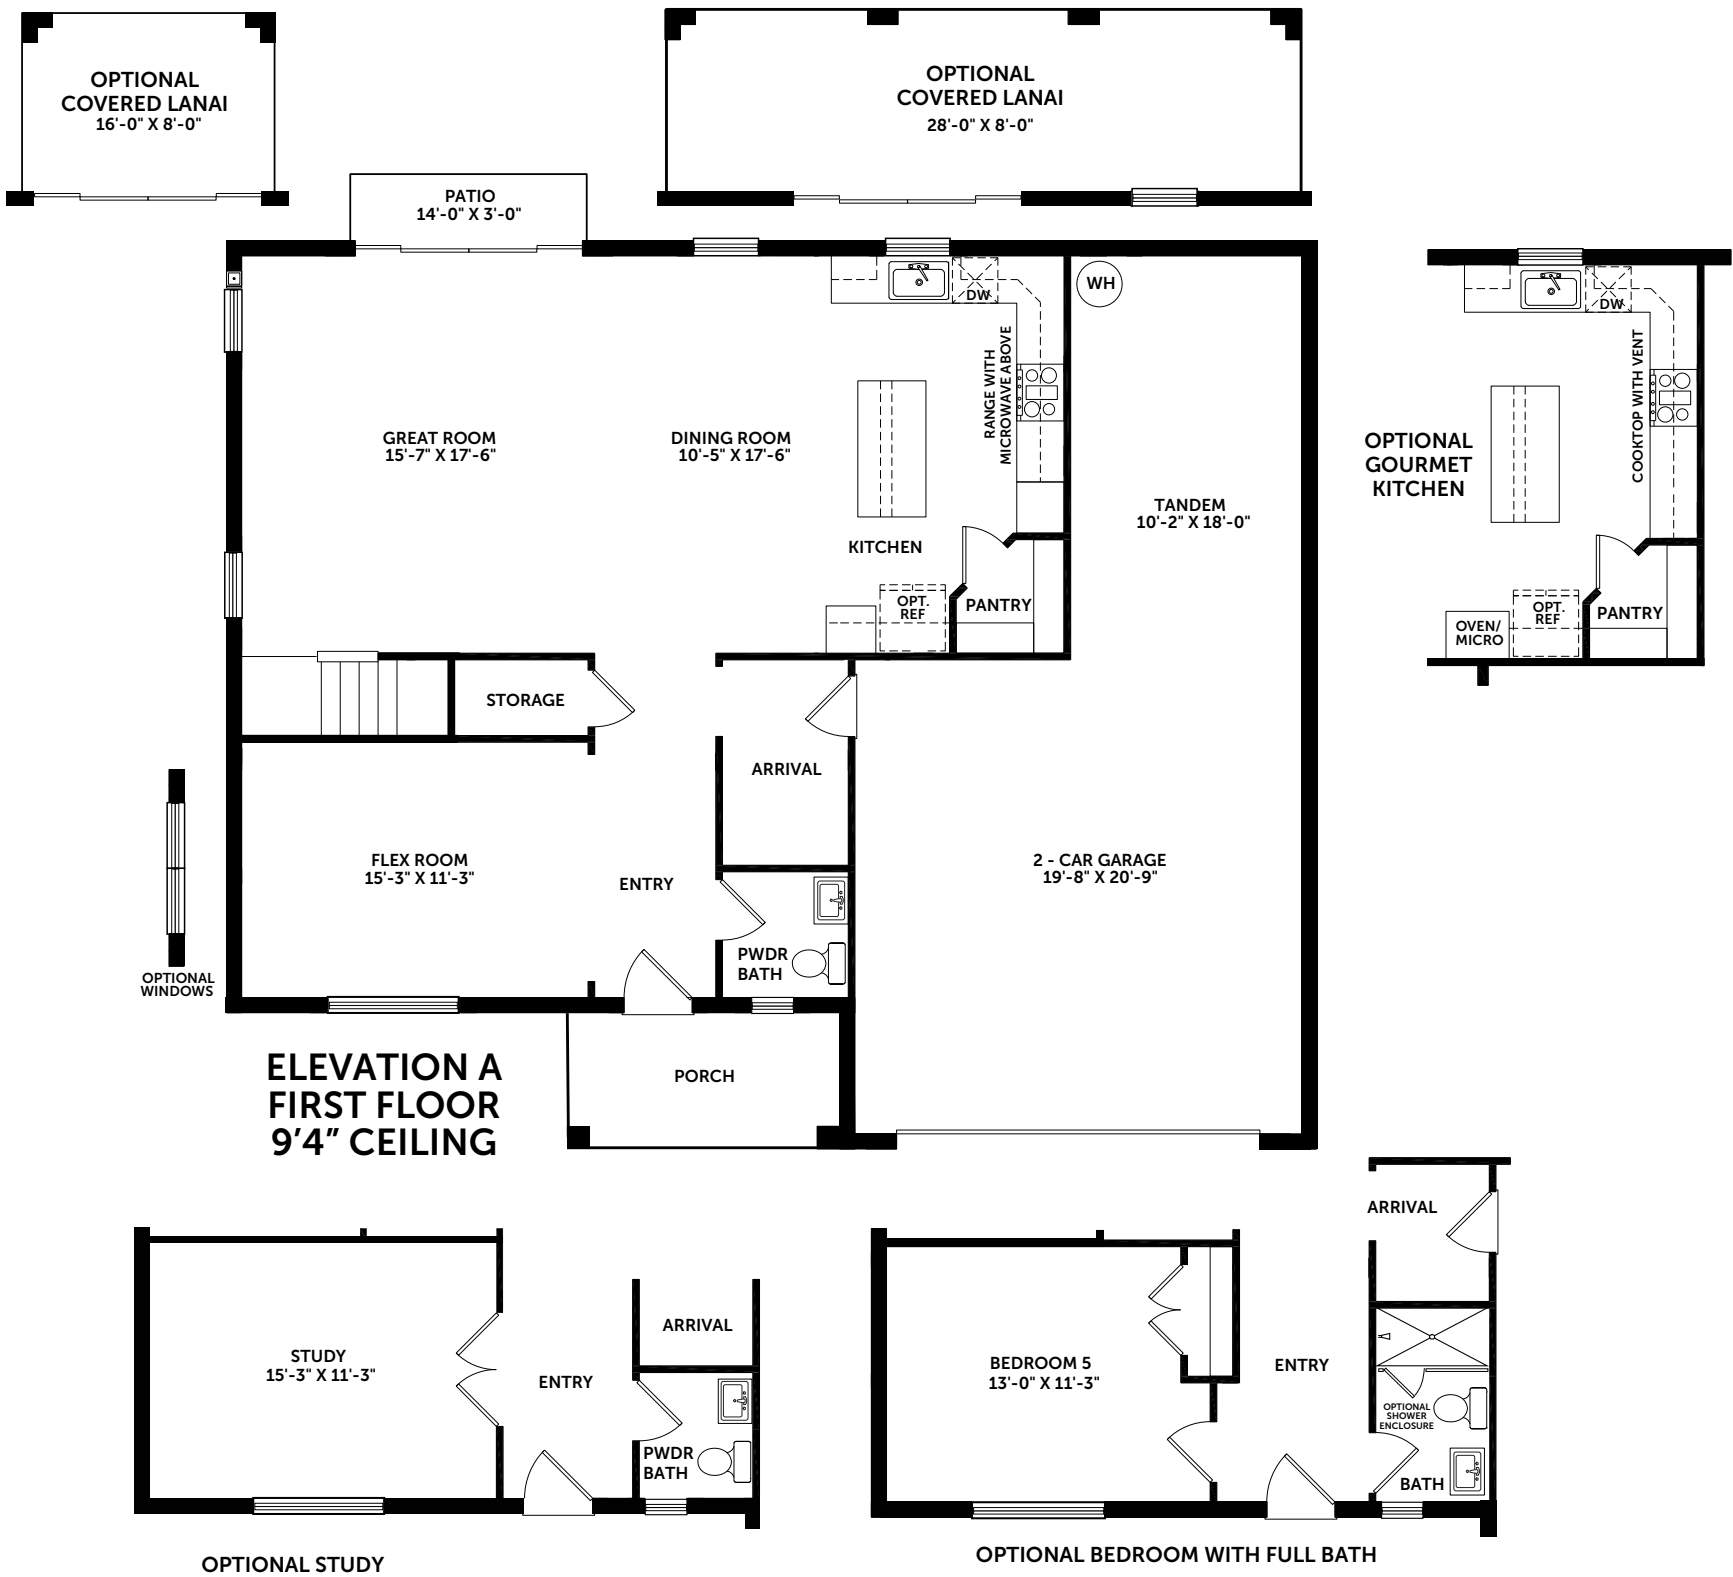 OPTIONAL
COVERED LANAI
16'-0" X 8'-0"
OPTIONAL
COVERED LANAI
28'-0" X 8'-0"
PATIO
14'-0" X 3'-0"
GREAT ROOM
15'-7" X 17'-6"
DINING ROOM
10'-5" X 17'-6"
DW
RANGE WITH
MICROWAVE ABOVE
KITCHEN
OPT.
REF
PANTRY
WH
TANDEM
10'-2" X 18'-0"
DW
COOKTOP WITH VENT
OPTIONAL
GOURMET
KITCHEN
OPT.
REF
OVEN/
MICRO
PANTRY
STORAGE
ARRIVAL
FLEX ROOM
15'-3" X 11'-3"
ENTRY
PWDR
BATH
2 - CAR GARAGE
19'-8" X 20'-9"
OPTIONAL
WINDOWS
PORCH
ELEVATION A
FIRST FLOOR
9'4" CEILING
STUDY
15'-3" X 11'-3"
ENTRY
ARRIVAL
PWDR
BATH
OPTIONAL STUDY
BEDROOM 5
13'-0" X 11'-3"
ENTRY
ARRIVAL
OPTIONAL
SHOWER
ENCLOSURE
BATH
OPTIONAL BEDROOM WITH FULL BATH